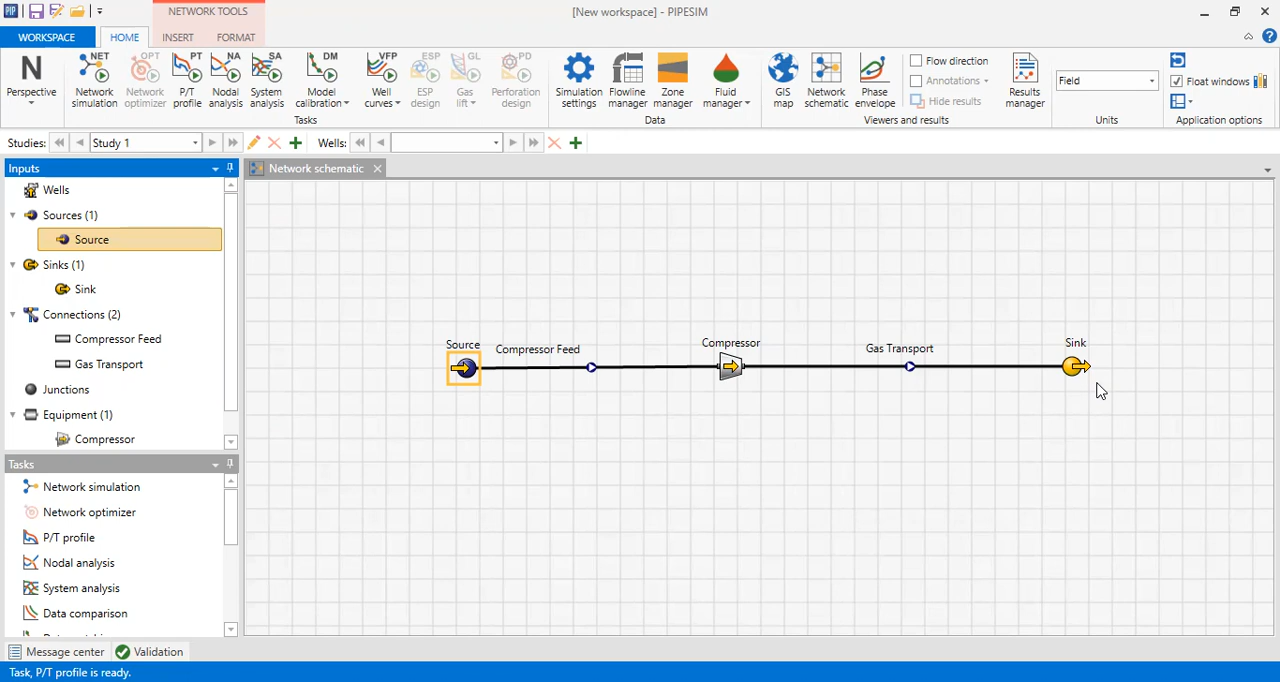 PIP
NETWORK TOOLS
[New workspace] - PIPESIM
WORKSPACE HOME INSERT FORMAT
N Perspective
NET Network simulation
OPT Network optimizer
PT P/T profile
NA Nodal analysis
SA System analysis
DM Model calibration
VFP Well curves
ESP ESP design
GL Gas lift
PD Perforation design
Tasks
Simulation settings
Flowline manager
Zone manager
Fluid manager
Data
GIS map
Network schematic
Phase envelope
Flow direction
Annotations
Hide results
Results manager
Viewers and results
Field
Units
Float windows
Application options
Studies: Study 1 Wells:
Inputs
Wells
Sources (1)
Source
Sinks (1)
Sink
Connections (2)
Compressor Feed
Gas Transport
Junctions
Equipment (1)
Compressor
Tasks
Network simulation
Network optimizer
P/T profile
Nodal analysis
System analysis
Data comparison
Network schematic
Source
Compressor Feed
Compressor
Gas Transport
Sink
Message center Validation
Task, P/T profile is ready.